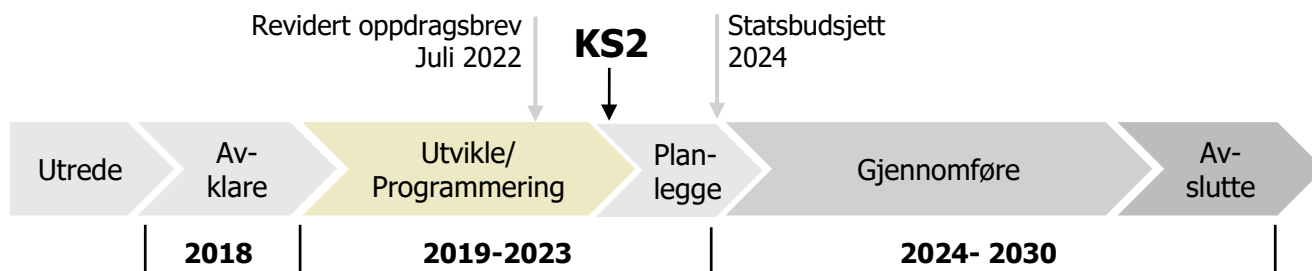 Revidert oppdragsbrev
Juli 2022
KS2
Statsbudsjett
2024
Utrede
Av-
klare
Utvikle/
Programmering
Plan-
legge
Gjennomføre
Av-
slutte
2018
2019-2023
2024- 2030